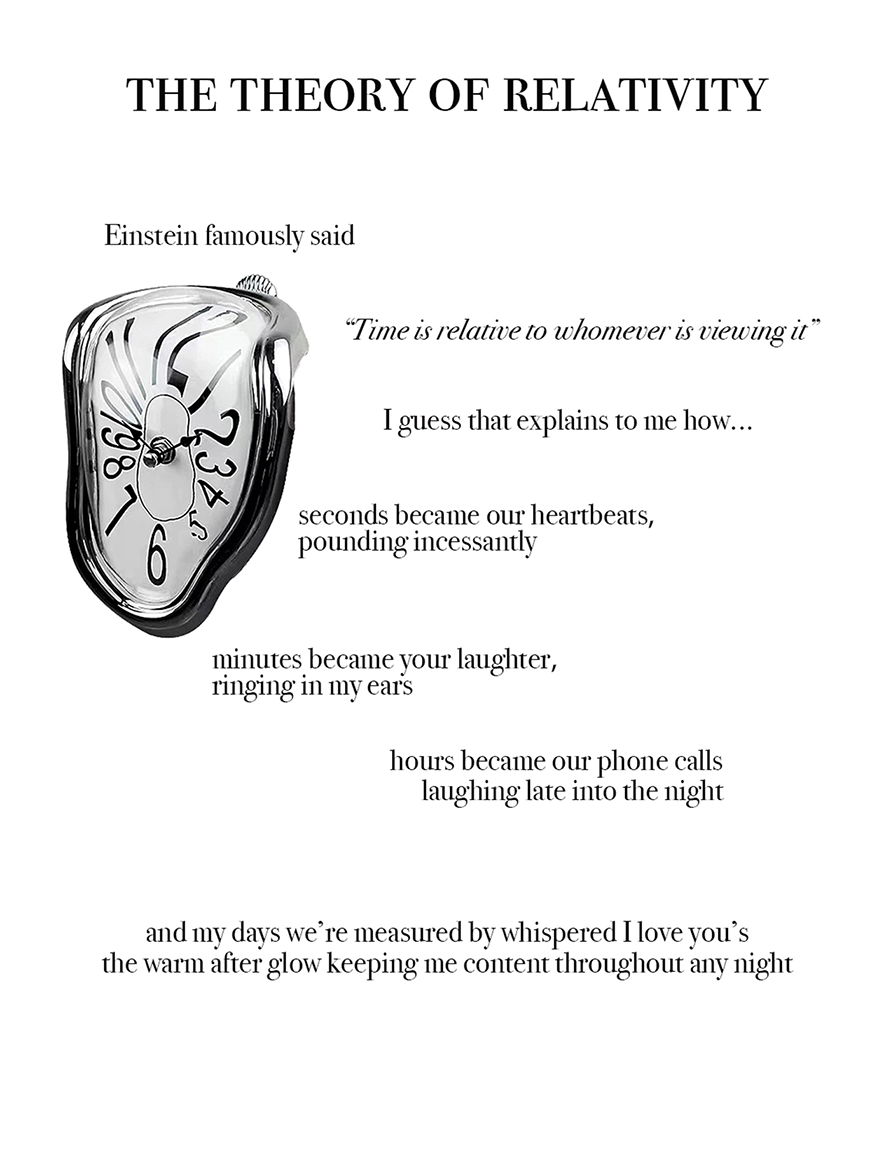 THE THEORY OF RELATIVITY
Einstein famously said
“Time is relative to whomever is viewing it”
I guess that explains to me how...
seconds became our heartbeats,
pounding incessantly
minutes became your laughter,
ringing in my ears
hours became our phone calls
laughing late into the night
and my days we’re measured by whispered I love you’s
the warm after glow keeping me content throughout any night
2
3
4
5
6
7
8
9